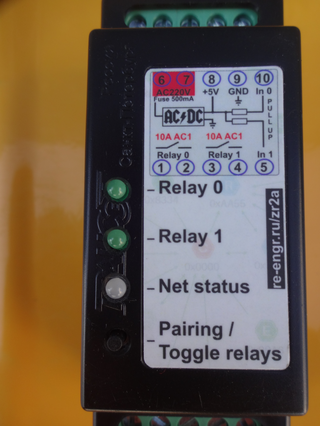 6 7 8 9 10
AC220V +5V GND In 0
Fuse 500mA
AC DC
PULL UP
10A AC1 10A AC1
Relay 0 Relay 1 In 1
1 2 3 4 5
Relay 0
Relay 1
Net status
Pairing /
Toggle relays
re-engr.ru/zr2a